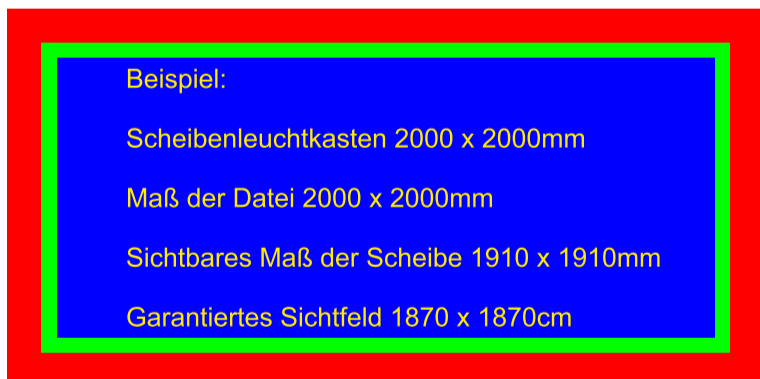 Beispiel:
Scheibenleuchtkasten 2000 x 2000mm
Maß der Datei 2000 x 2000mm
Sichtbares Maß der Scheibe 1910 x 1910mm
Garantiertes Sichtfeld 1870 x 1870cm